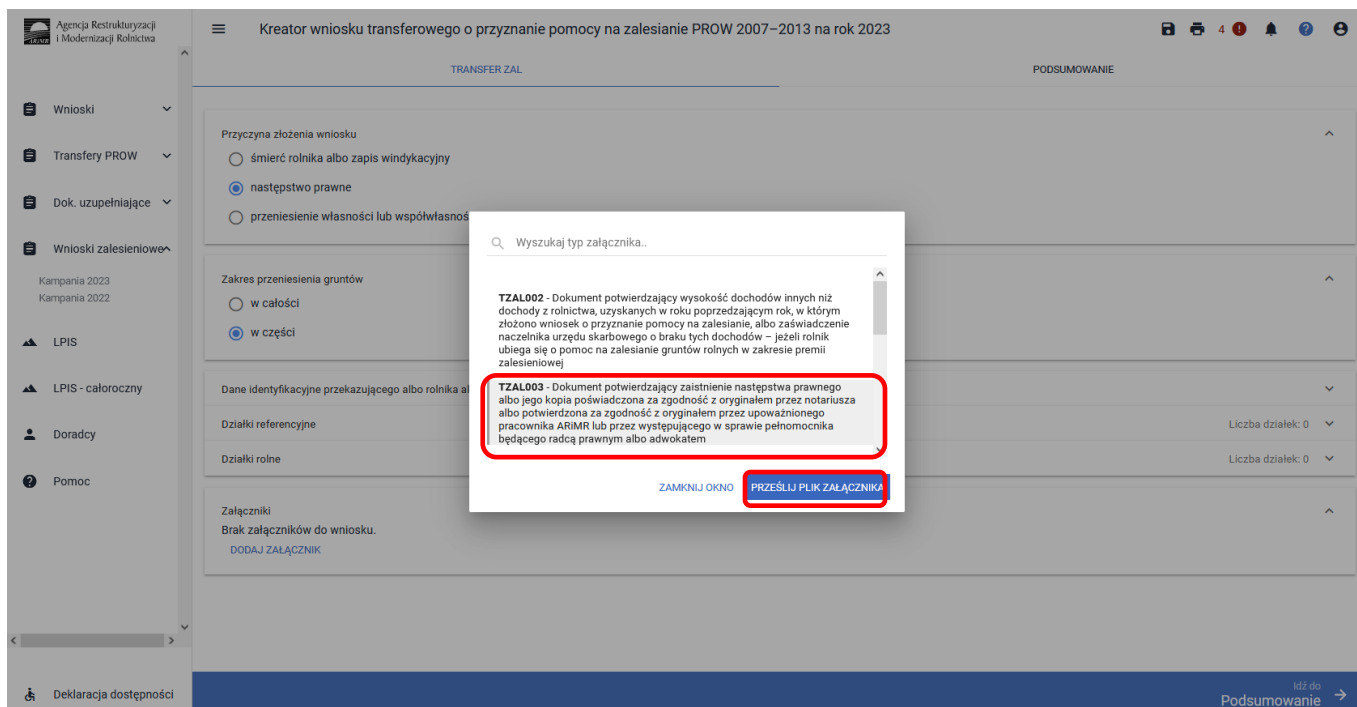 Agencja Restrukturyzacji
i Modernizacji Rolnictwa
Kreator wniosku transferowego o przyznanie pomocy na zalesianie PROW 2007–2013 na rok 2023
4
TRANSFER ZAL
PODSUMOWANIE
Wnioski
Transfery PROW
Dok. uzupełniające
Wnioski zalesieniowe
Kampania 2023
Kampania 2022
LPIS
LPIS - całoroczny
Doradcy
Pomoc
Deklaracja dostępności
Przyczyna złożenia wniosku
śmierć rolnika albo zapis windykacyjny
następstwo prawne
przeniesienie własności lub współwłasnoś
Zakres przeniesienia gruntów
w całości
w części
Dane identyfikacyjne przekazującego albo rolnika al
Działki referencyjne
Liczba działek: 0
Działki rolne
Liczba działek: 0
Załączniki
Brak załączników do wniosku.
DODAJ ZAŁĄCZNIK
Wyszukaj typ załącznika..
TZAL002 - Dokument potwierdzający wysokość dochodów innych niż
dochody z rolnictwa, uzyskanych w roku poprzedzającym rok, w którym
złożono wniosek o przyznanie pomocy na zalesianie, albo zaświadczenie
naczelnika urzędu skarbowego o braku tych dochodów – jeżeli rolnik
ubiega się o pomoc na zalesianie gruntów rolnych w zakresie premii
zalesieniowej
TZAL003 - Dokument potwierdzający zaistnienie następstwa prawnego
albo jego kopia poświadczona za zgodność z oryginałem przez notariusza
albo potwierdzona za zgodność z oryginałem przez upoważnionego
pracownika ARiMR lub przez występującego w sprawie pełnomocnika
będącego radcą prawnym albo adwokatem
ZAMKNIJ OKNO
PRZEŚLIJ PLIK ZAŁĄCZNIKA
Idź do
Podsumowanie